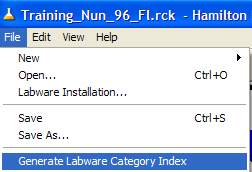 Training_Nun_96_Fl.rck - Hamilton
File Edit View Help
New
Open... Ctrl+O
Labware Installation...
Save Ctrl+S
Save As...
Generate Labware Category Index